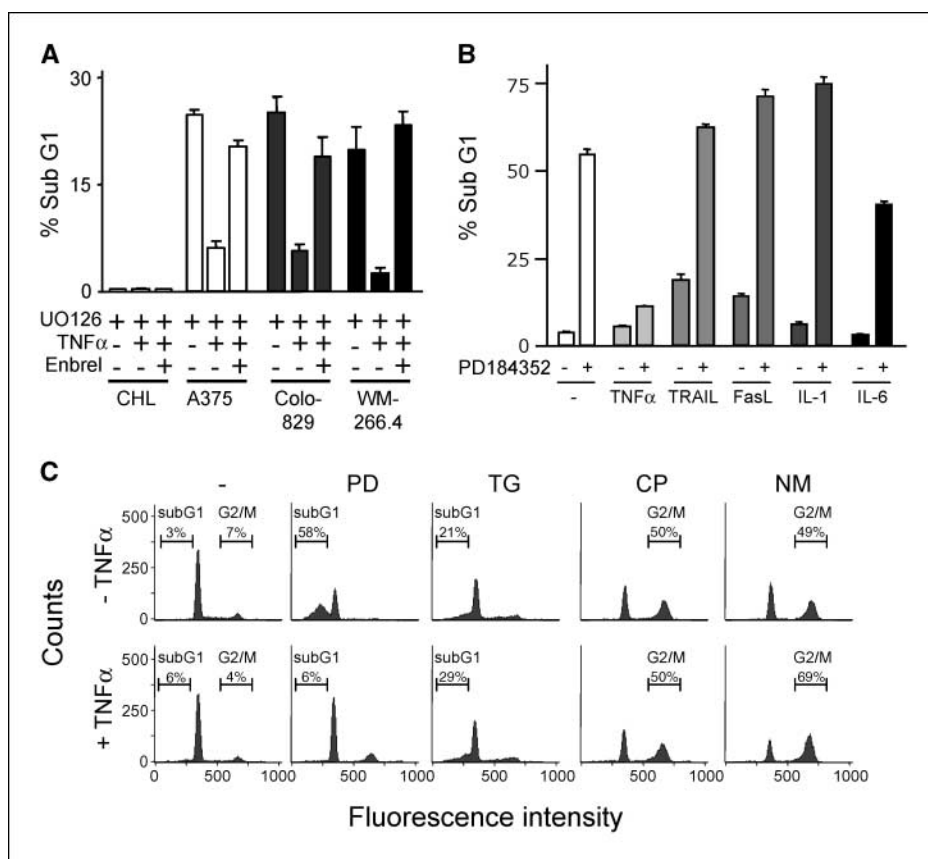 A
% Sub G1
30
15
0
UO126 + + + + + + + + + + + +
TNFα - + + - + + - + + - + +
Enbrel - - + - - + - - + - - +
CHL A375 Colo- WM-
829 266.4
B
% Sub G1
75
50
25
0
PD184352 - + - + - + - + - + - +
- TNFα TRAIL FasL IL-1 IL-6
C
- PD TG CP NM
Counts
- TNFα
500
250
0
subG1 G2/M subG1 subG1 G2/M G2/M
3% 7% 58% 21% 50% 49%
+ TNFα
500
250
0
subG1 G2/M subG1 subG1 G2/M G2/M
6% 4% 6% 29% 50% 69%
0 500 1000 500 1000 500 1000 500 1000 500 1000
Fluorescence intensity